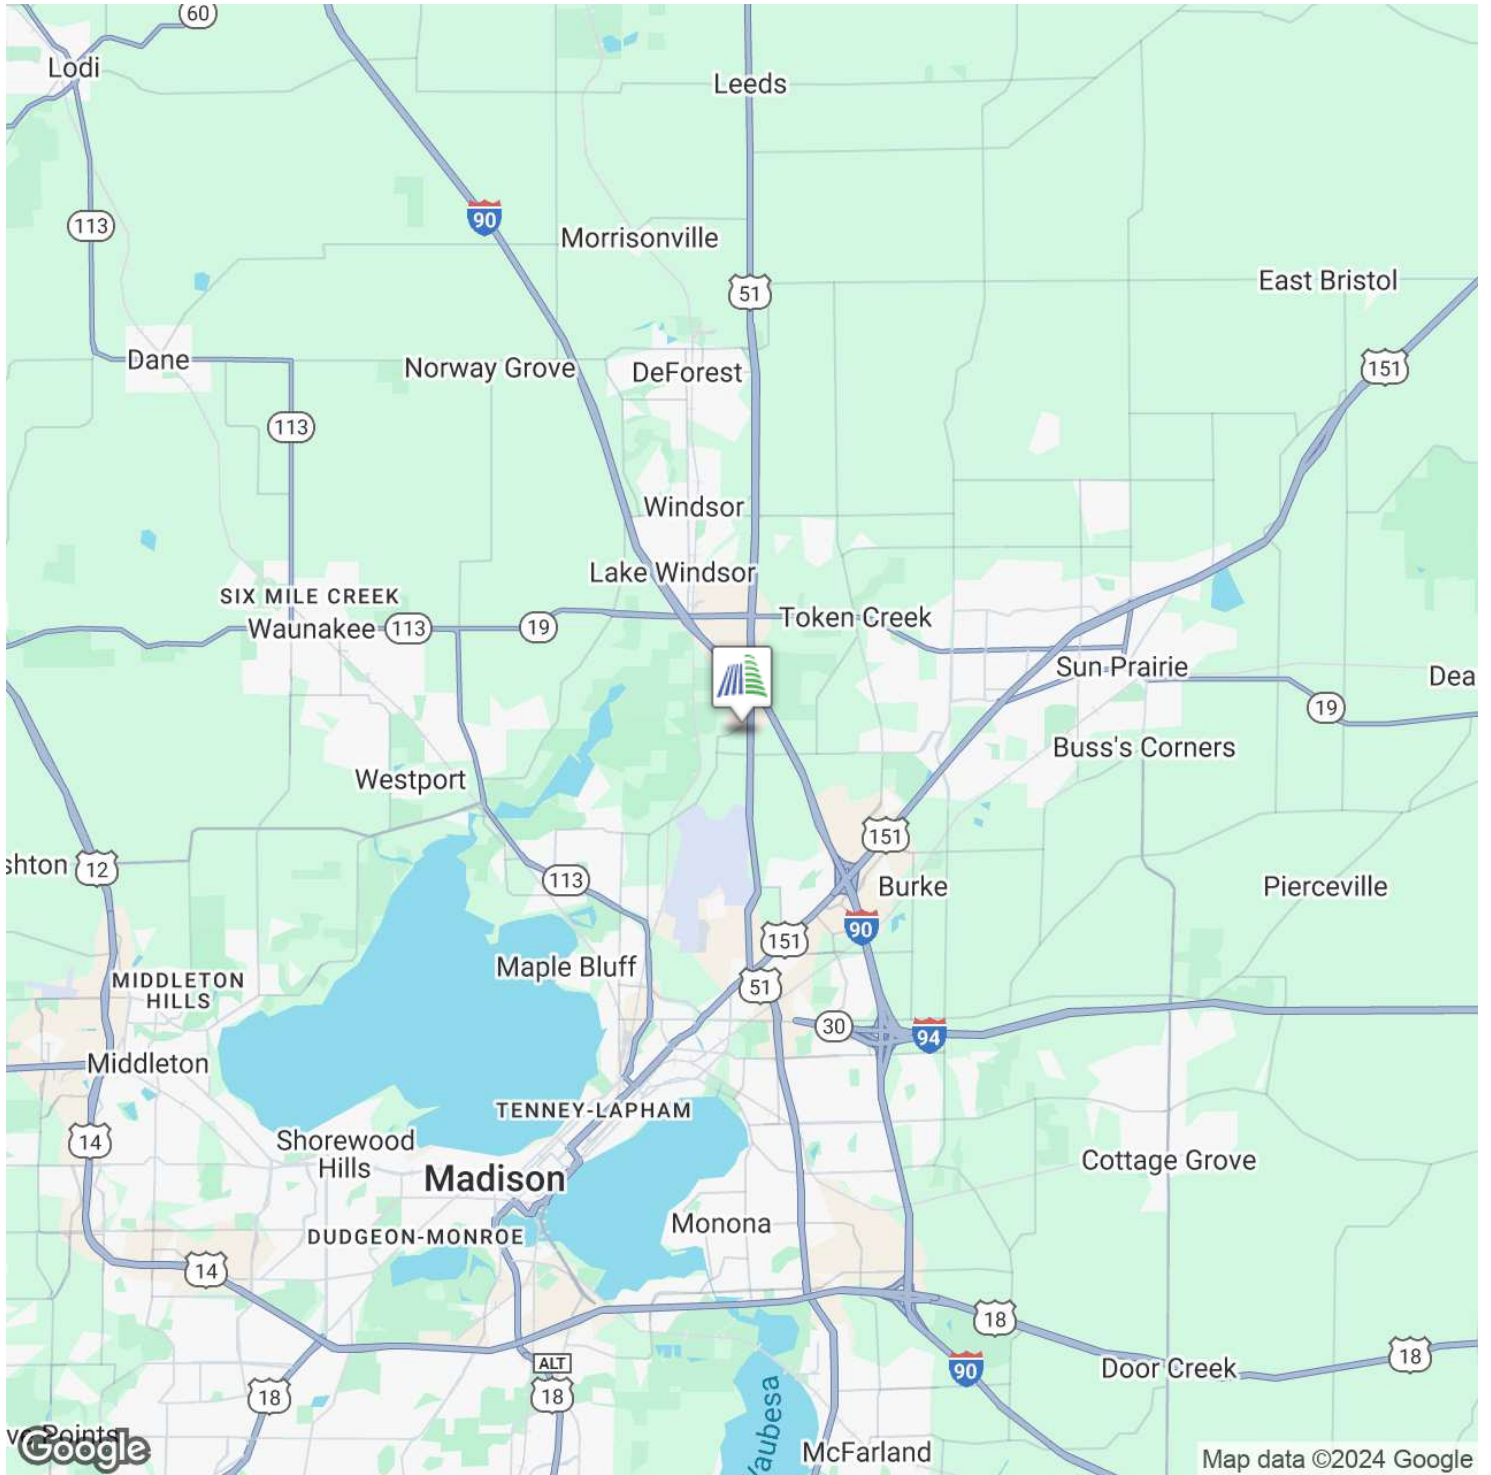 60
Lodi
Leeds
113
90
Morrisonville
51
East Bristol
Dane
Norway Grove
DeForest
151
113
Windsor
Lake Windsor
SIX MILE CREEK
Waunakee
113
19
Token Creek
Sun Prairie
Dea
19
Buss's Corners
Westport
151
shton
12
113
Burke
Pierceville
90
151
Maple Bluff
MIDDLETON
HILLS
51
30
94
Middleton
TENNEY-LAPHAM
14
Shorewood
Hills
Madison
Cottage Grove
Monona
DUDGEON-MONROE
14
18
18
ALT
18
90
Door Creek
18
Points
Google
McFarland
Map data ©2024 Google